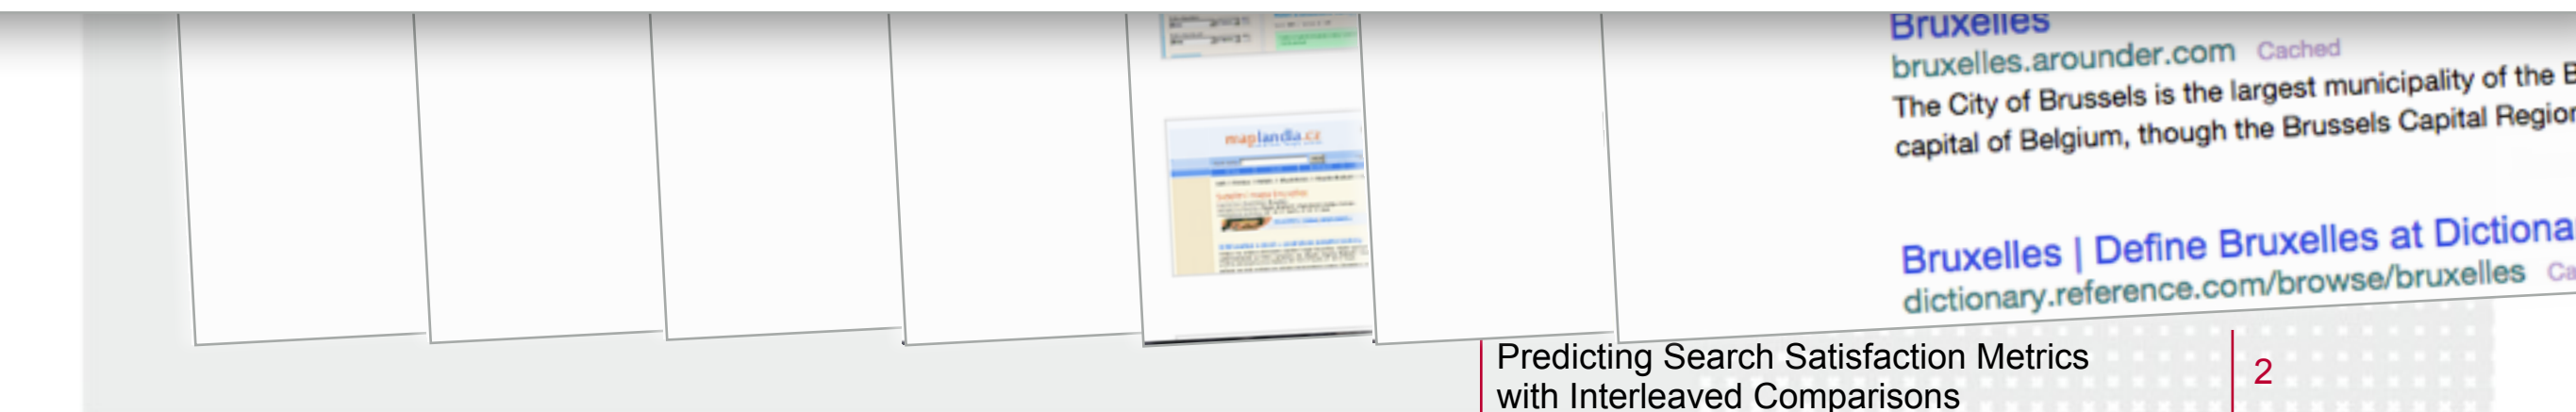 Bruxelles
bruxelles.arounder.com Cached
The City of Brussels is the largest municipality of the B
capital of Belgium, though the Brussels Capital Region
maplandia.cz
Bruxelles | Define Bruxelles at Dictiona
dictionary.reference.com/browse/bruxelles Ca
Predicting Search Satisfaction Metrics
with Interleaved Comparisons
2